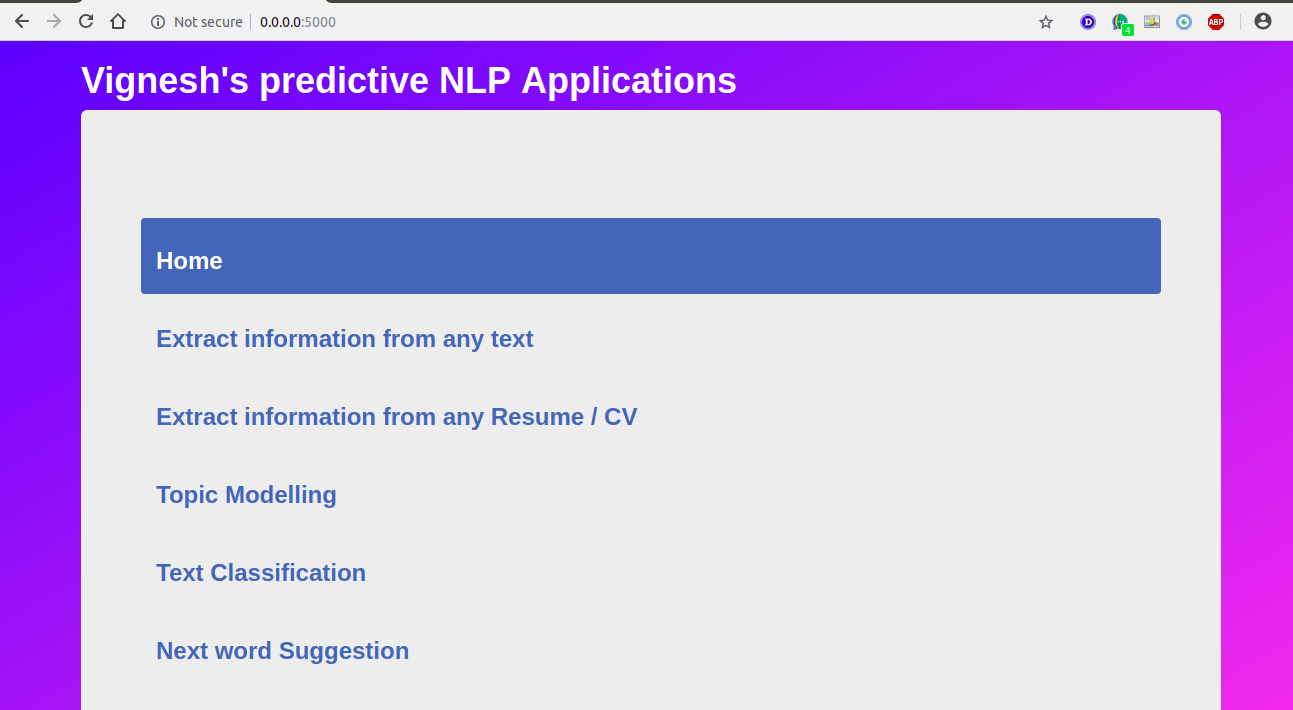 Not secure | 0.0.0.0:5000
4
ABP
Vignesh's predictive NLP Applications
Home
Extract information from any text
Extract information from any Resume / CV
Topic Modelling
Text Classification
Next word Suggestion